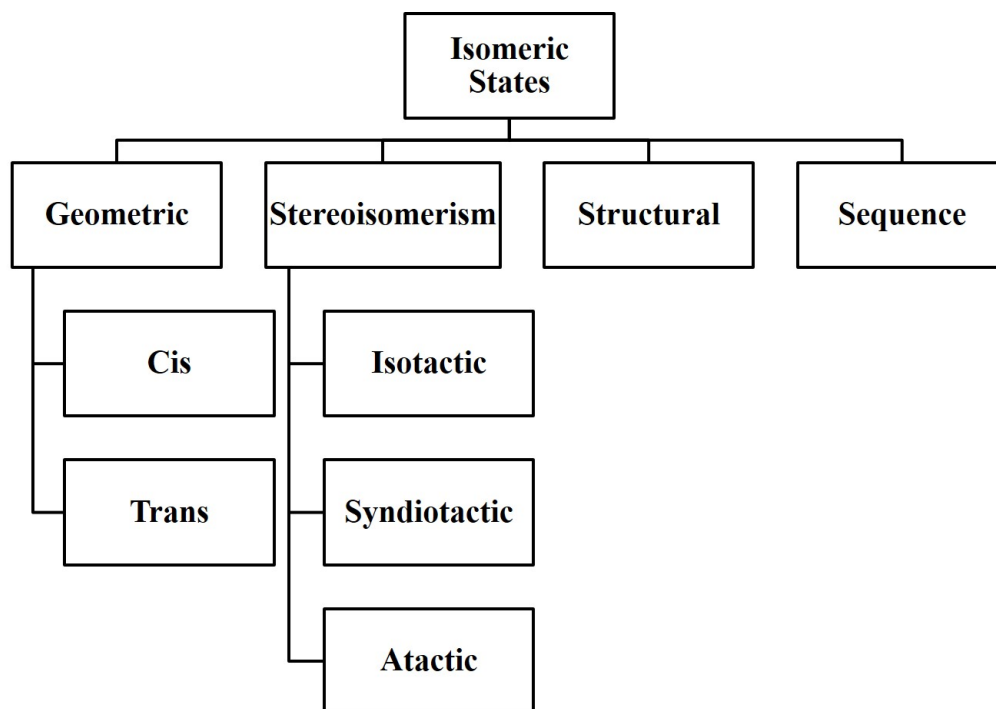 Isomeric
States
Geometric
Stereoisomerism
Structural
Sequence
Cis
Isotactic
Trans
Syndiotactic
Atactic